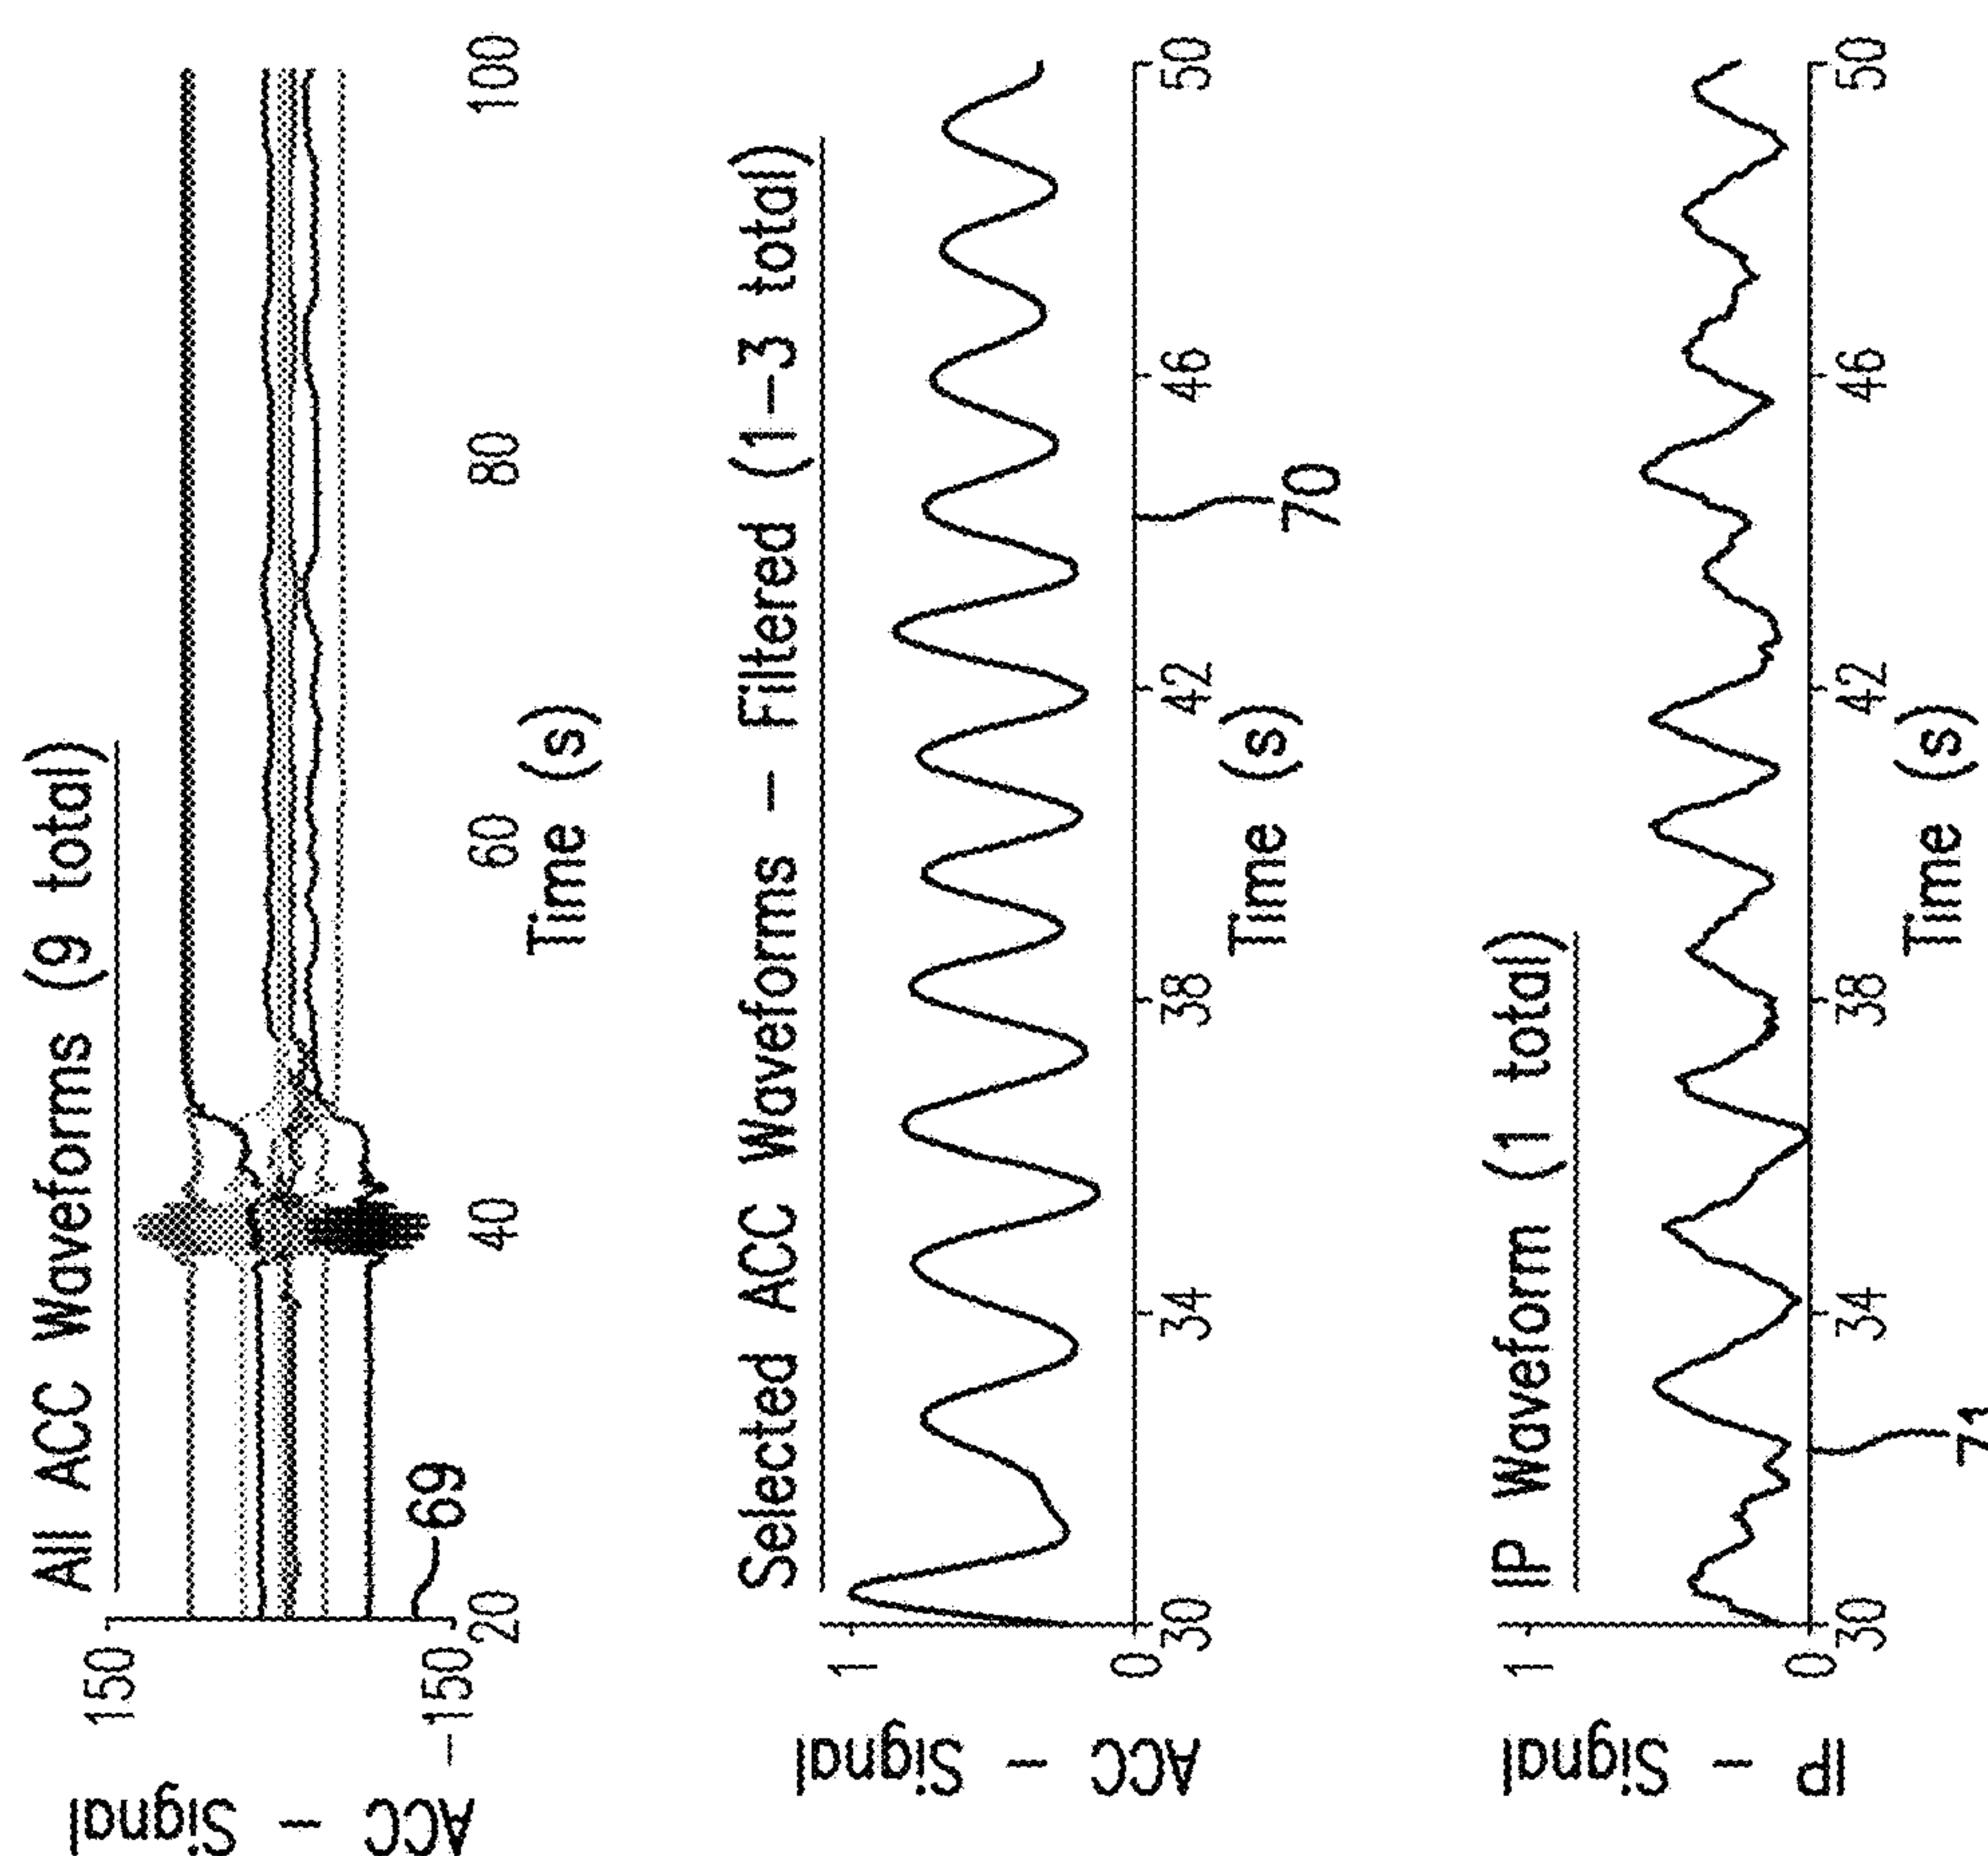 All ACC Waveforms (9 total)
ACC – Signal
150
-150
20
40
60
80
100
Time (s)
69
Selected ACC Waveforms – Filtered (1–3 total)
ACC – Signal
1
0
30
34
38
42
46
50
Time (s)
70
IP Waveform (1 total)
IP – Signal
1
0
30
34
38
42
46
50
Time (s)
71